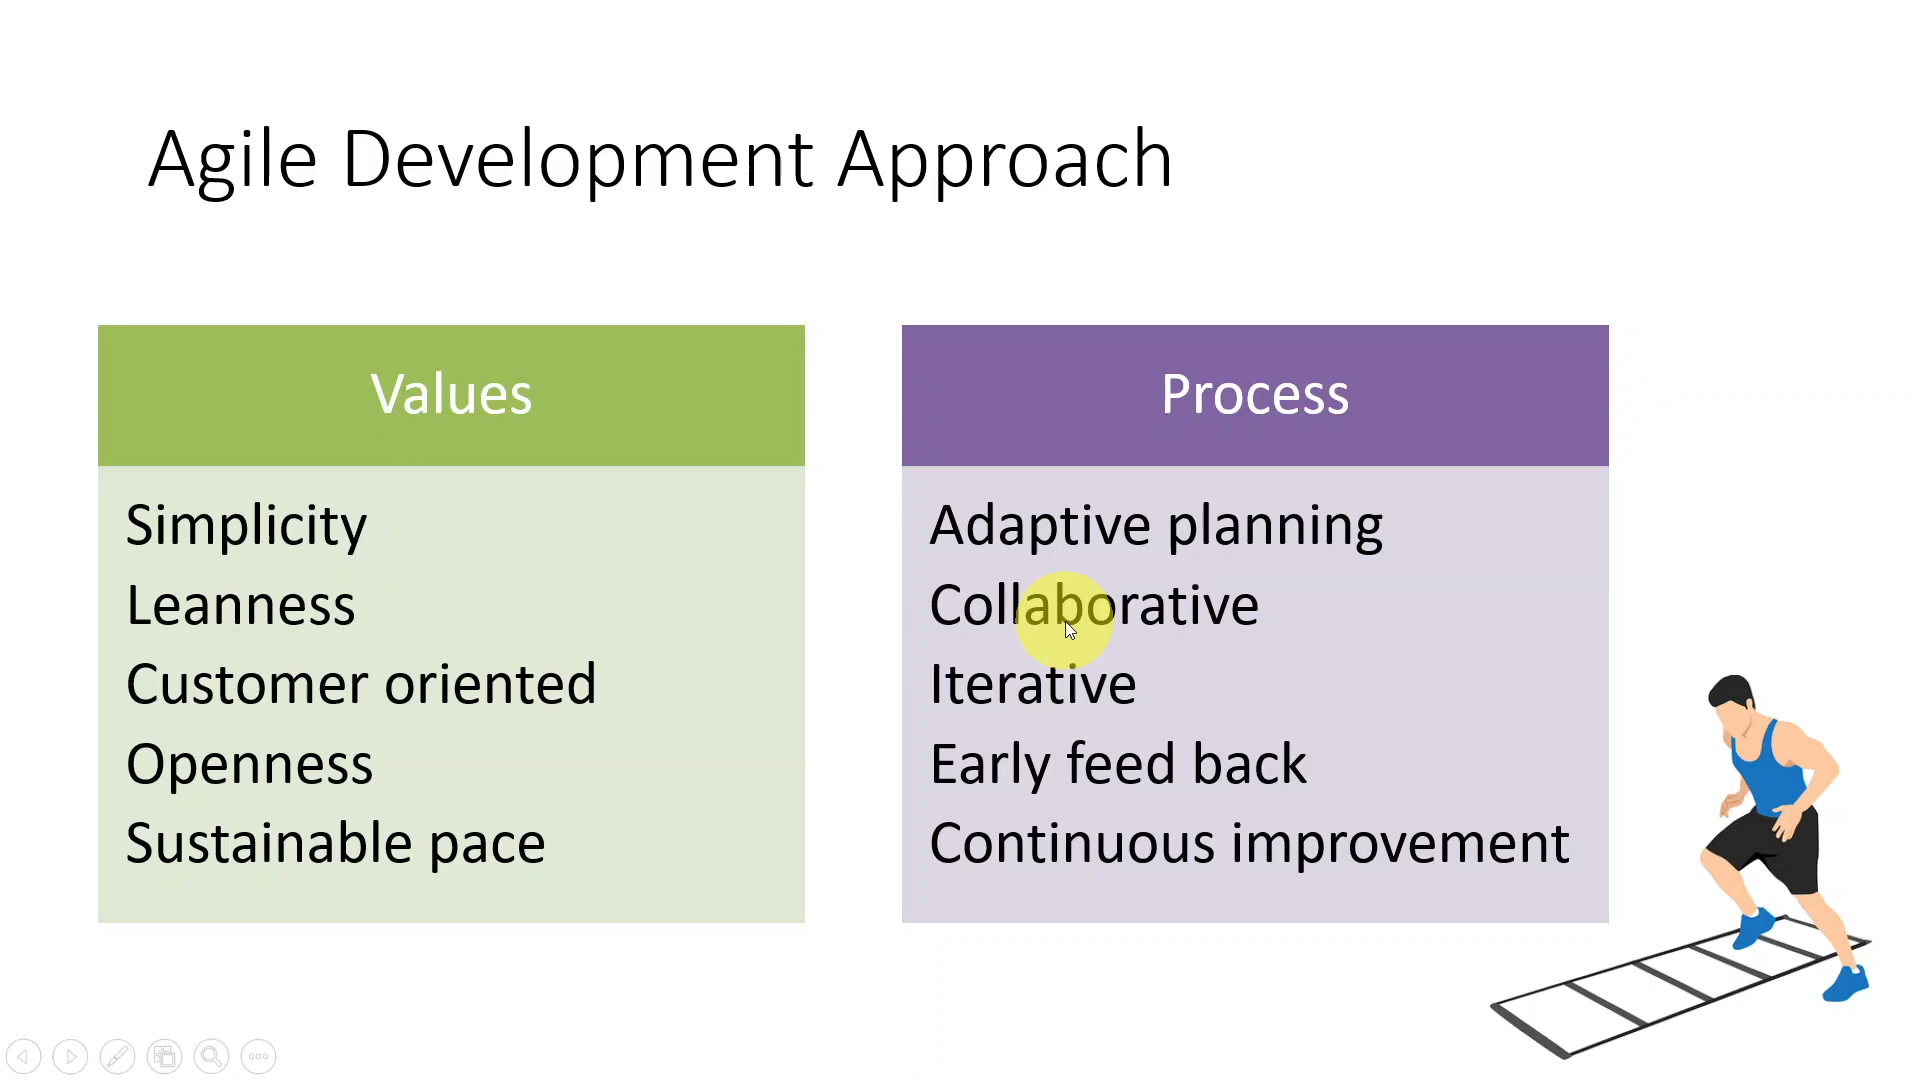 Agile Development Approach
Values
Simplicity
Leanness
Customer oriented
Openness
Sustainable pace
Process
Adaptive planning
Collaborative
Iterative
Early feed back
Continuous improvement